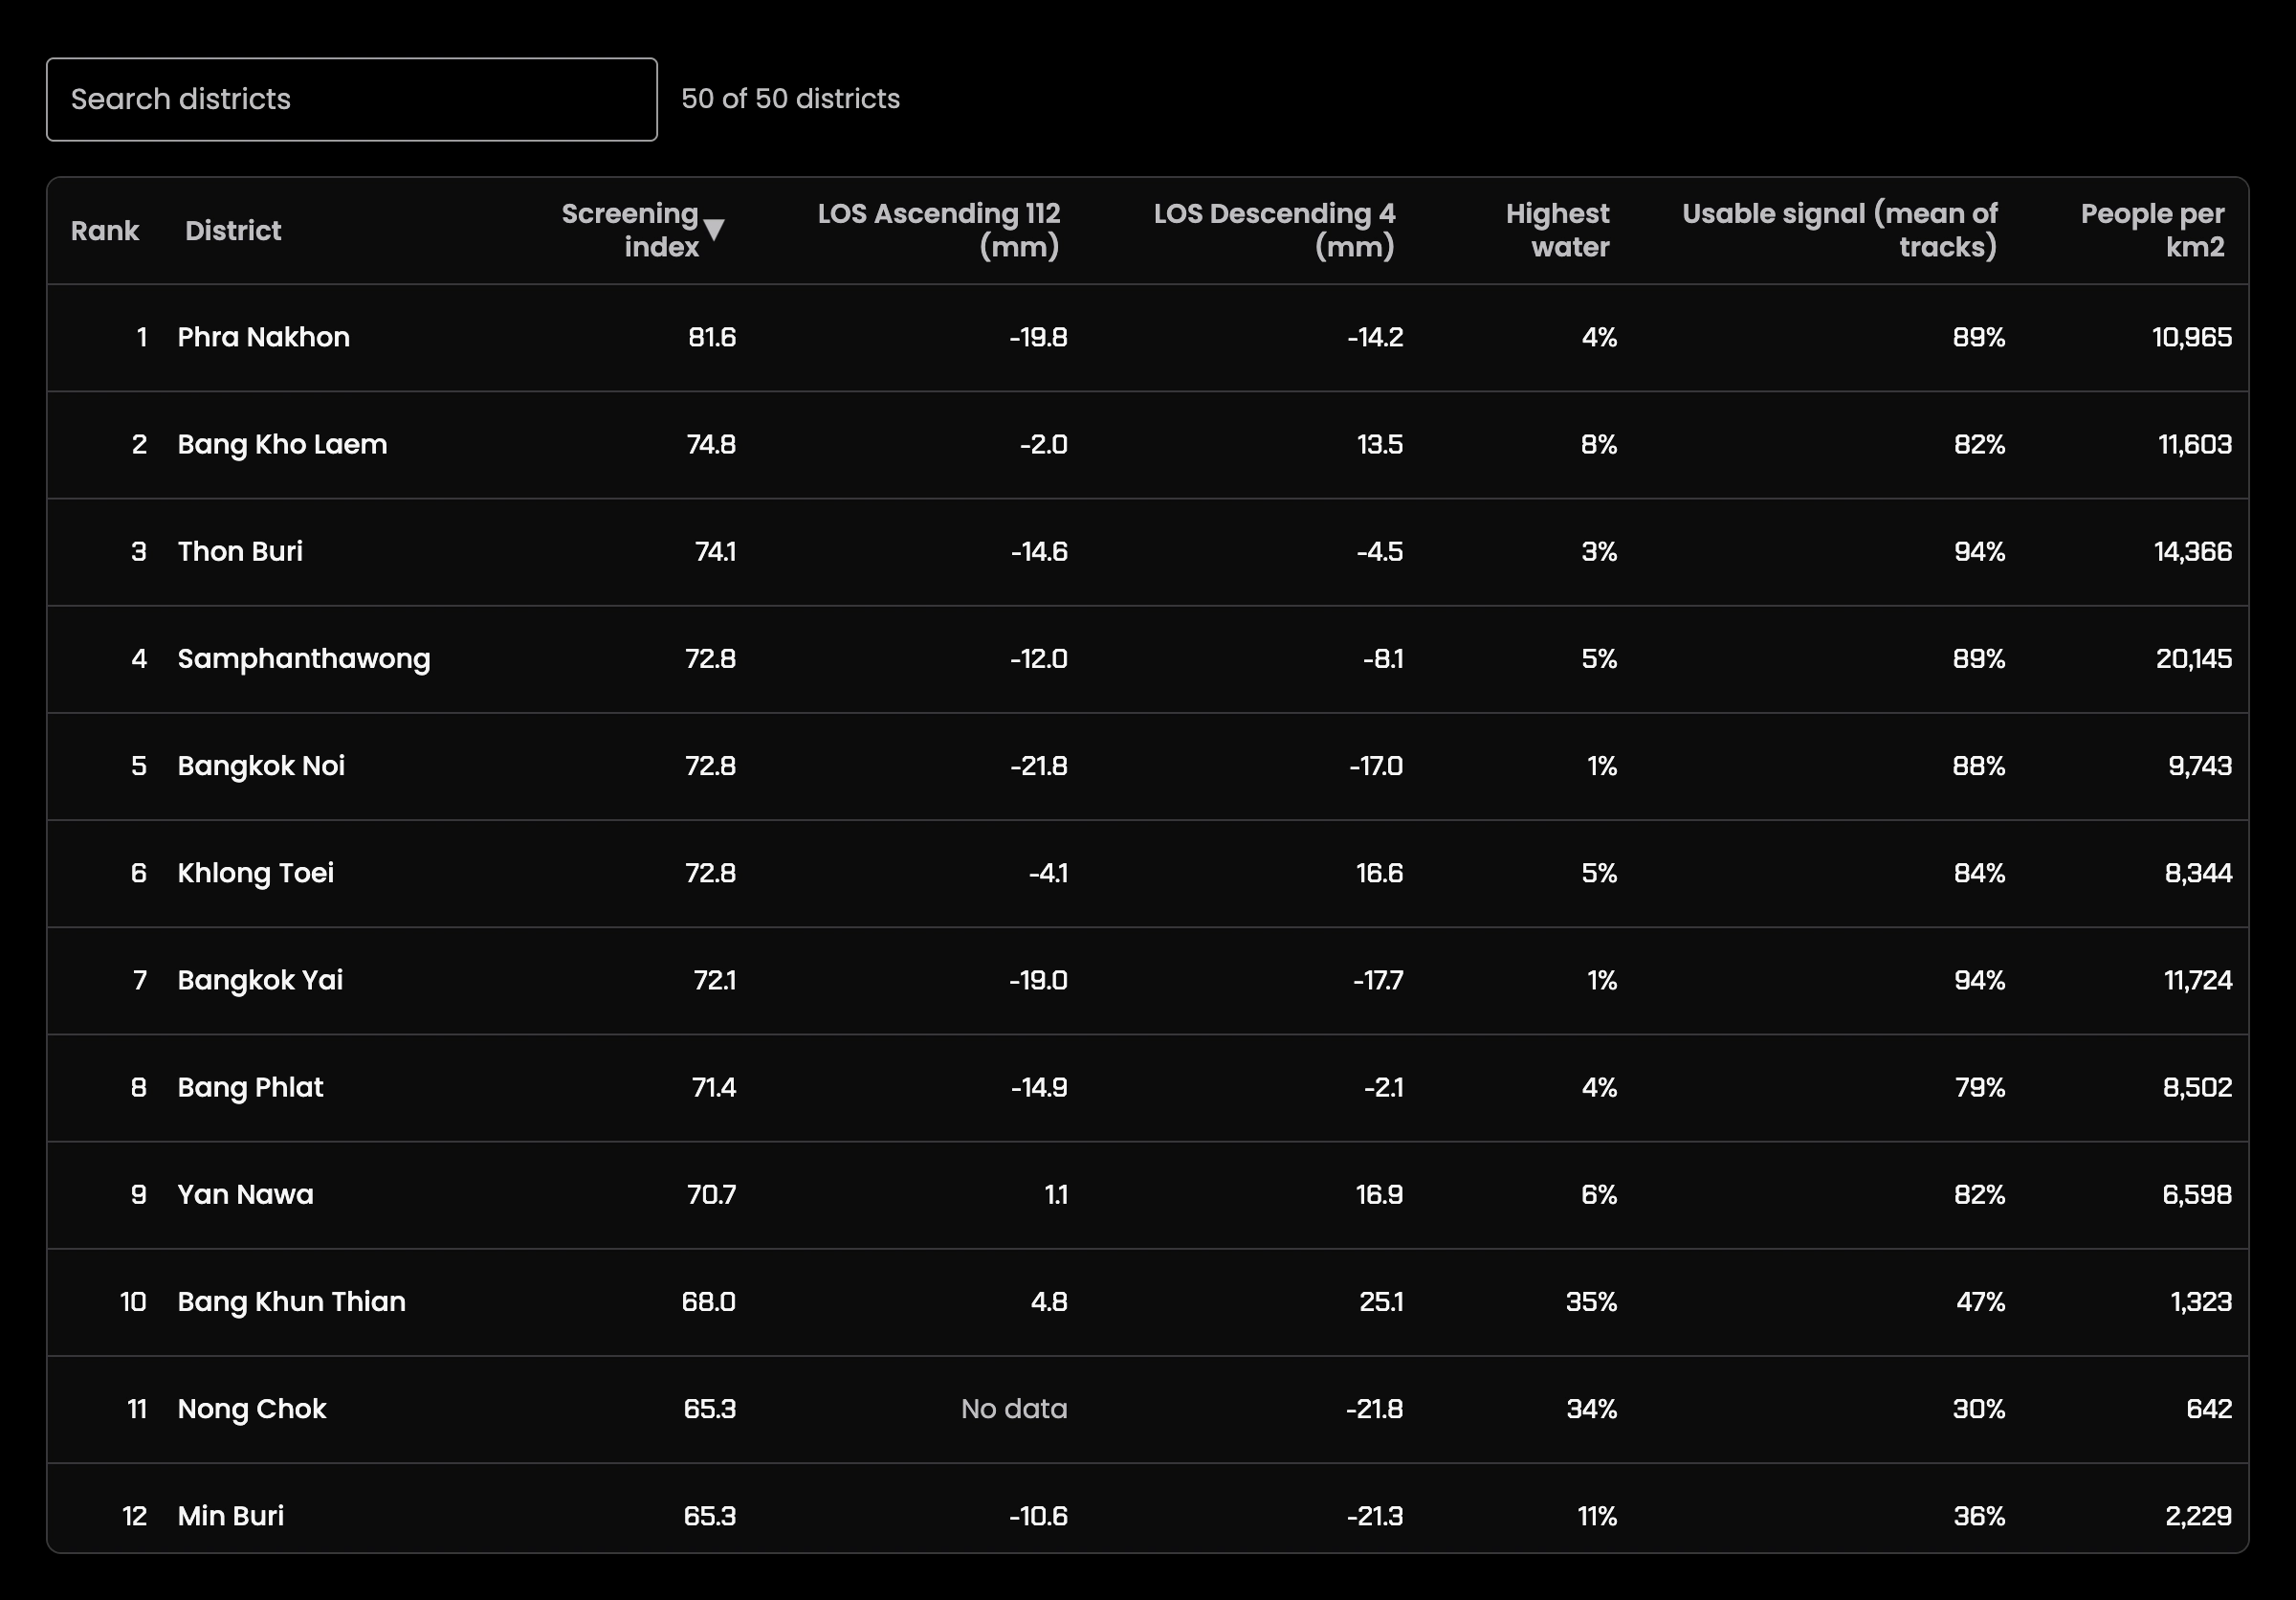 Search districts
50 of 50 districts
Rank District Screening index ▼ LOS Ascending 112 (mm) LOS Descending 4 (mm) Highest water Usable signal (mean of tracks) People per km2
1 Phra Nakhon 81.6 -19.8 -14.2 4% 89% 10,965
2 Bang Kho Laem 74.8 -2.0 13.5 8% 82% 11,603
3 Thon Buri 74.1 -14.6 -4.5 3% 94% 14,366
4 Samphanthawong 72.8 -12.0 -8.1 5% 89% 20,145
5 Bangkok Noi 72.8 -21.8 -17.0 1% 88% 9,743
6 Khlong Toei 72.8 -4.1 16.6 5% 84% 8,344
7 Bangkok Yai 72.1 -19.0 -17.7 1% 94% 11,724
8 Bang Phlat 71.4 -14.9 -2.1 4% 79% 8,502
9 Yan Nawa 70.7 1.1 16.9 6% 82% 6,598
10 Bang Khun Thian 68.0 4.8 25.1 35% 47% 1,323
11 Nong Chok 65.3 No data -21.8 34% 30% 642
12 Min Buri 65.3 -10.6 -21.3 11% 36% 2,229